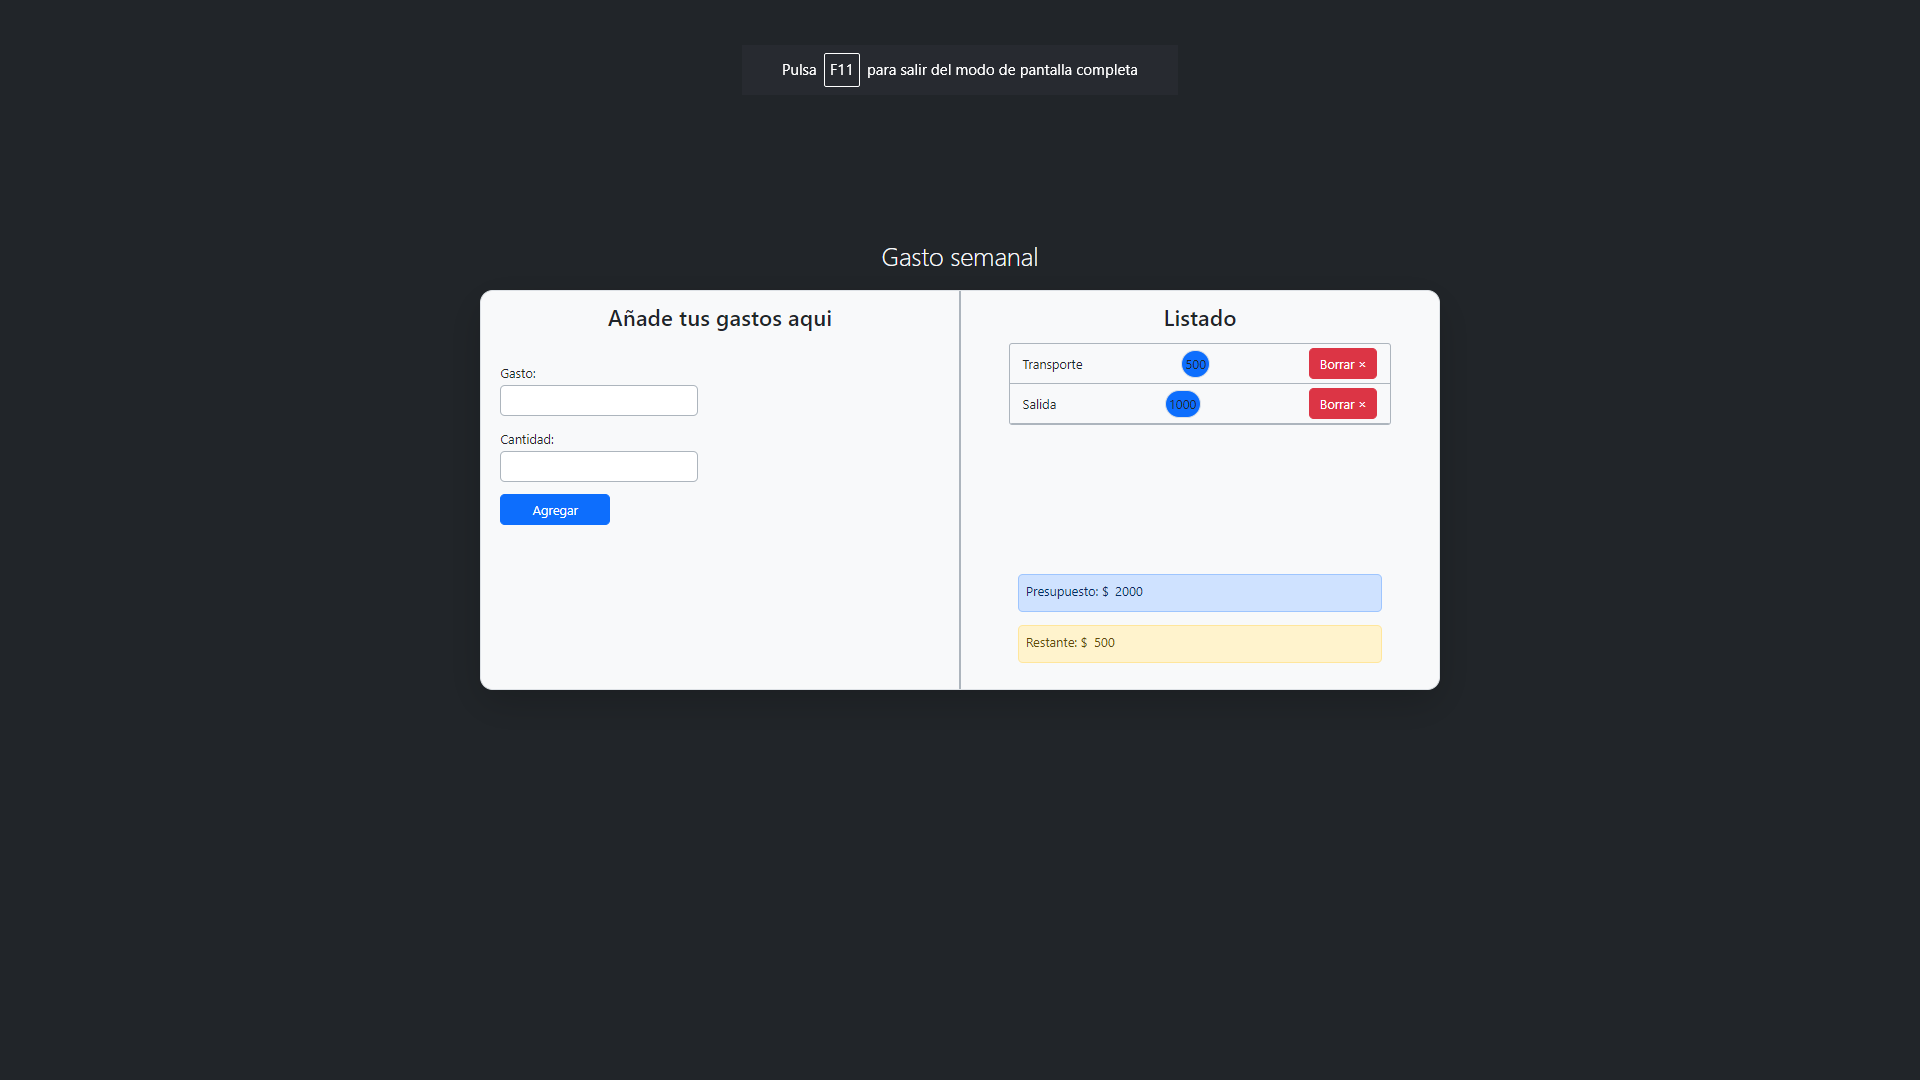 Pulsa F11 para salir del modo de pantalla completa
Gasto semanal
Añade tus gastos aqui
Gasto:
Cantidad:
Agregar
Listado
Transporte 500 Borrar ×
Salida 1000 Borrar ×
Presupuesto: $ 2000
Restante: $ 500